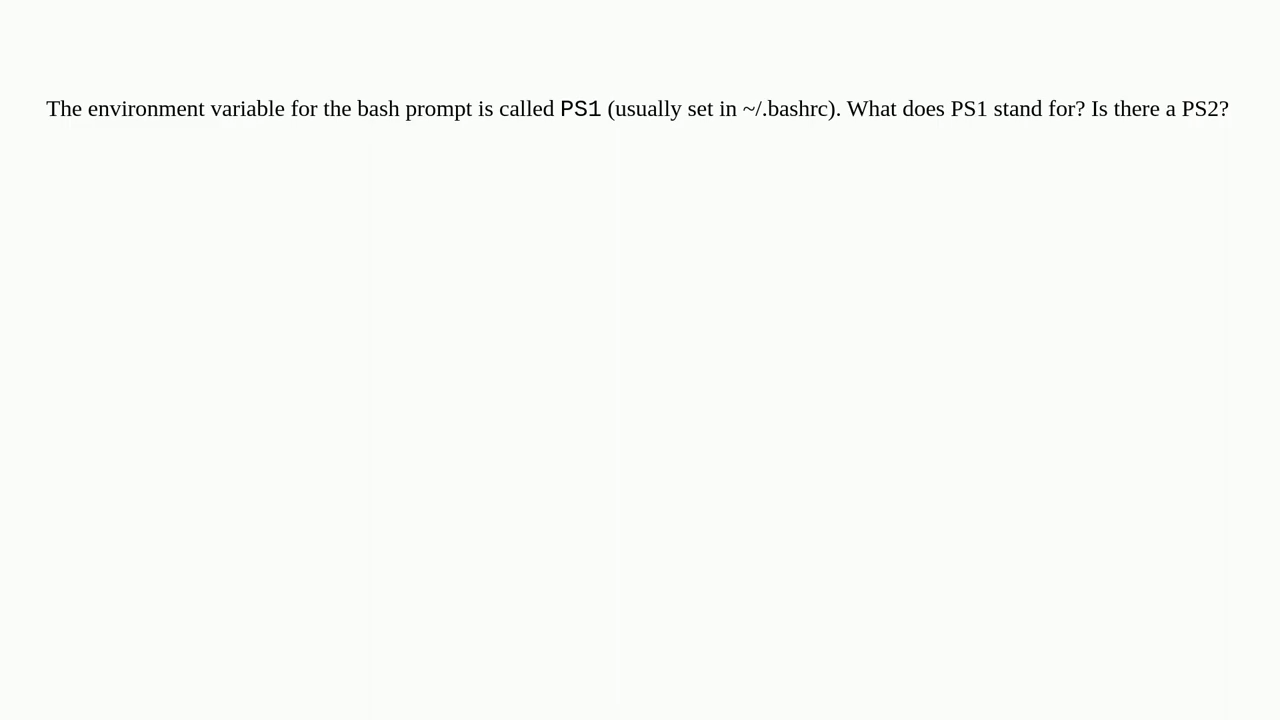 The environment variable for the bash prompt is called PS1 (usually set in ~/.bashrc). What does PS1 stand for? Is there a PS2?